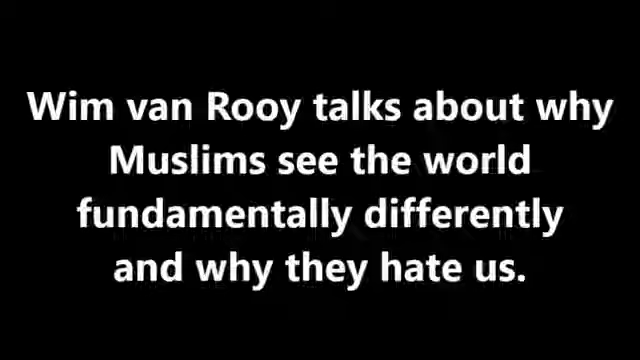 Wim van Rooy talks about why
Muslims see the world
fundamentally differently
and why they hate us.